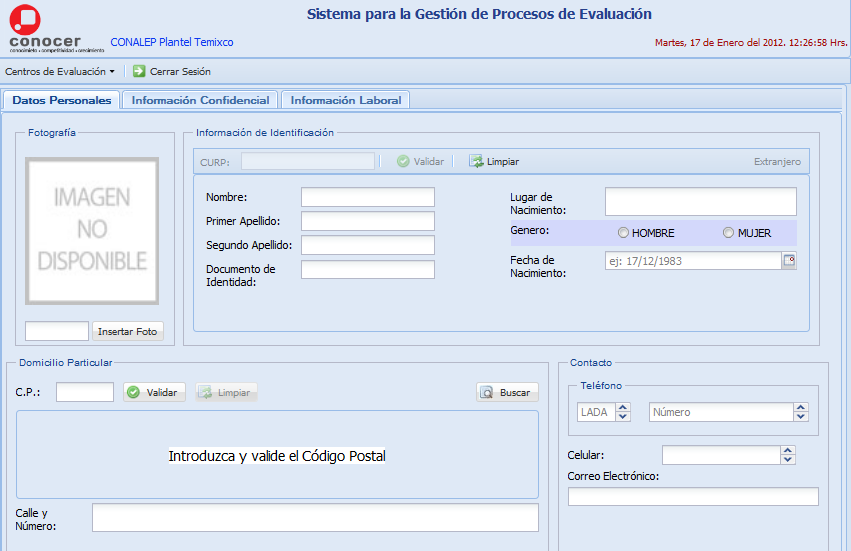 Sistema para la Gestión de Procesos de Evaluación
conocer
conocimiento • competitividad • crecimiento
CONALEP Plantel Temixco
Martes, 17 de Enero del 2012. 12:26:58 Hrs.
Centros de Evaluación
Cerrar Sesión
Datos Personales
Información Confidencial
Información Laboral
Fotografía
IMAGEN
NO
DISPONIBLE
Insertar Foto
Información de Identificación
CURP:
Validar
Limpiar
Extranjero
Nombre:
Primer Apellido:
Segundo Apellido:
Documento de
Identidad:
Lugar de
Nacimiento:
Genero:
HOMBRE
MUJER
Fecha de
Nacimiento:
ej: 17/12/1983
Domicilio Particular
C.P.:
Validar
Limpiar
Buscar
Introduzca y valide el Código Postal
Calle y
Número:
Contacto
Teléfono
LADA
Número
Celular:
Correo Electrónico: